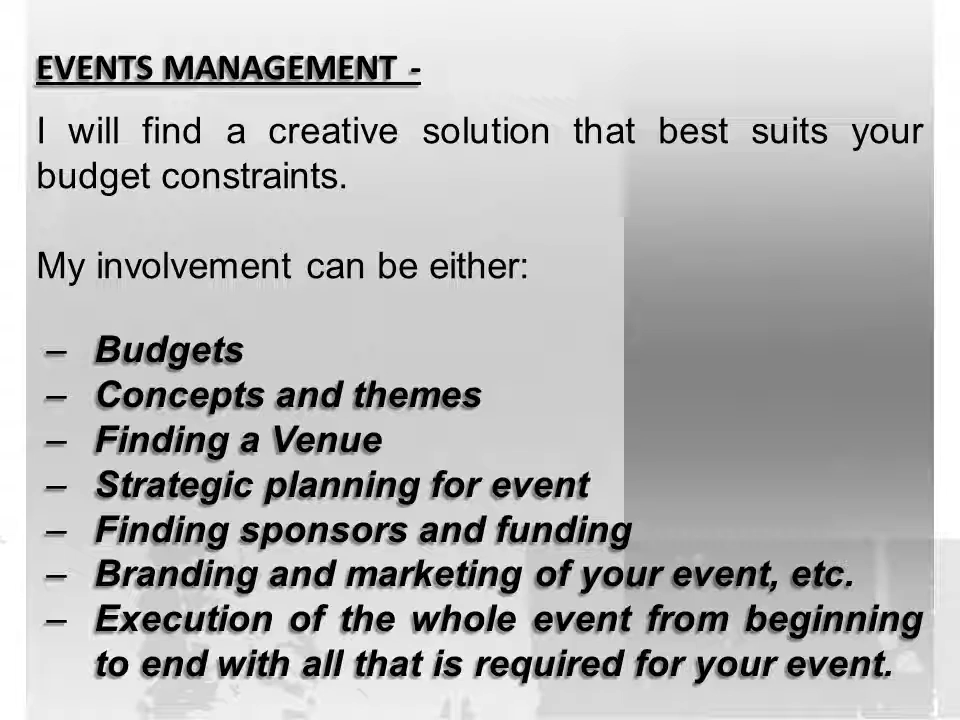 EVENTS MANAGEMENT -
I will find a creative solution that best suits your
budget constraints.
My involvement can be either:
– Budgets
– Concepts and themes
– Finding a Venue
– Strategic planning for event
– Finding sponsors and funding
– Branding and marketing of your event, etc.
– Execution of the whole event from beginning
to end with all that is required for your event.